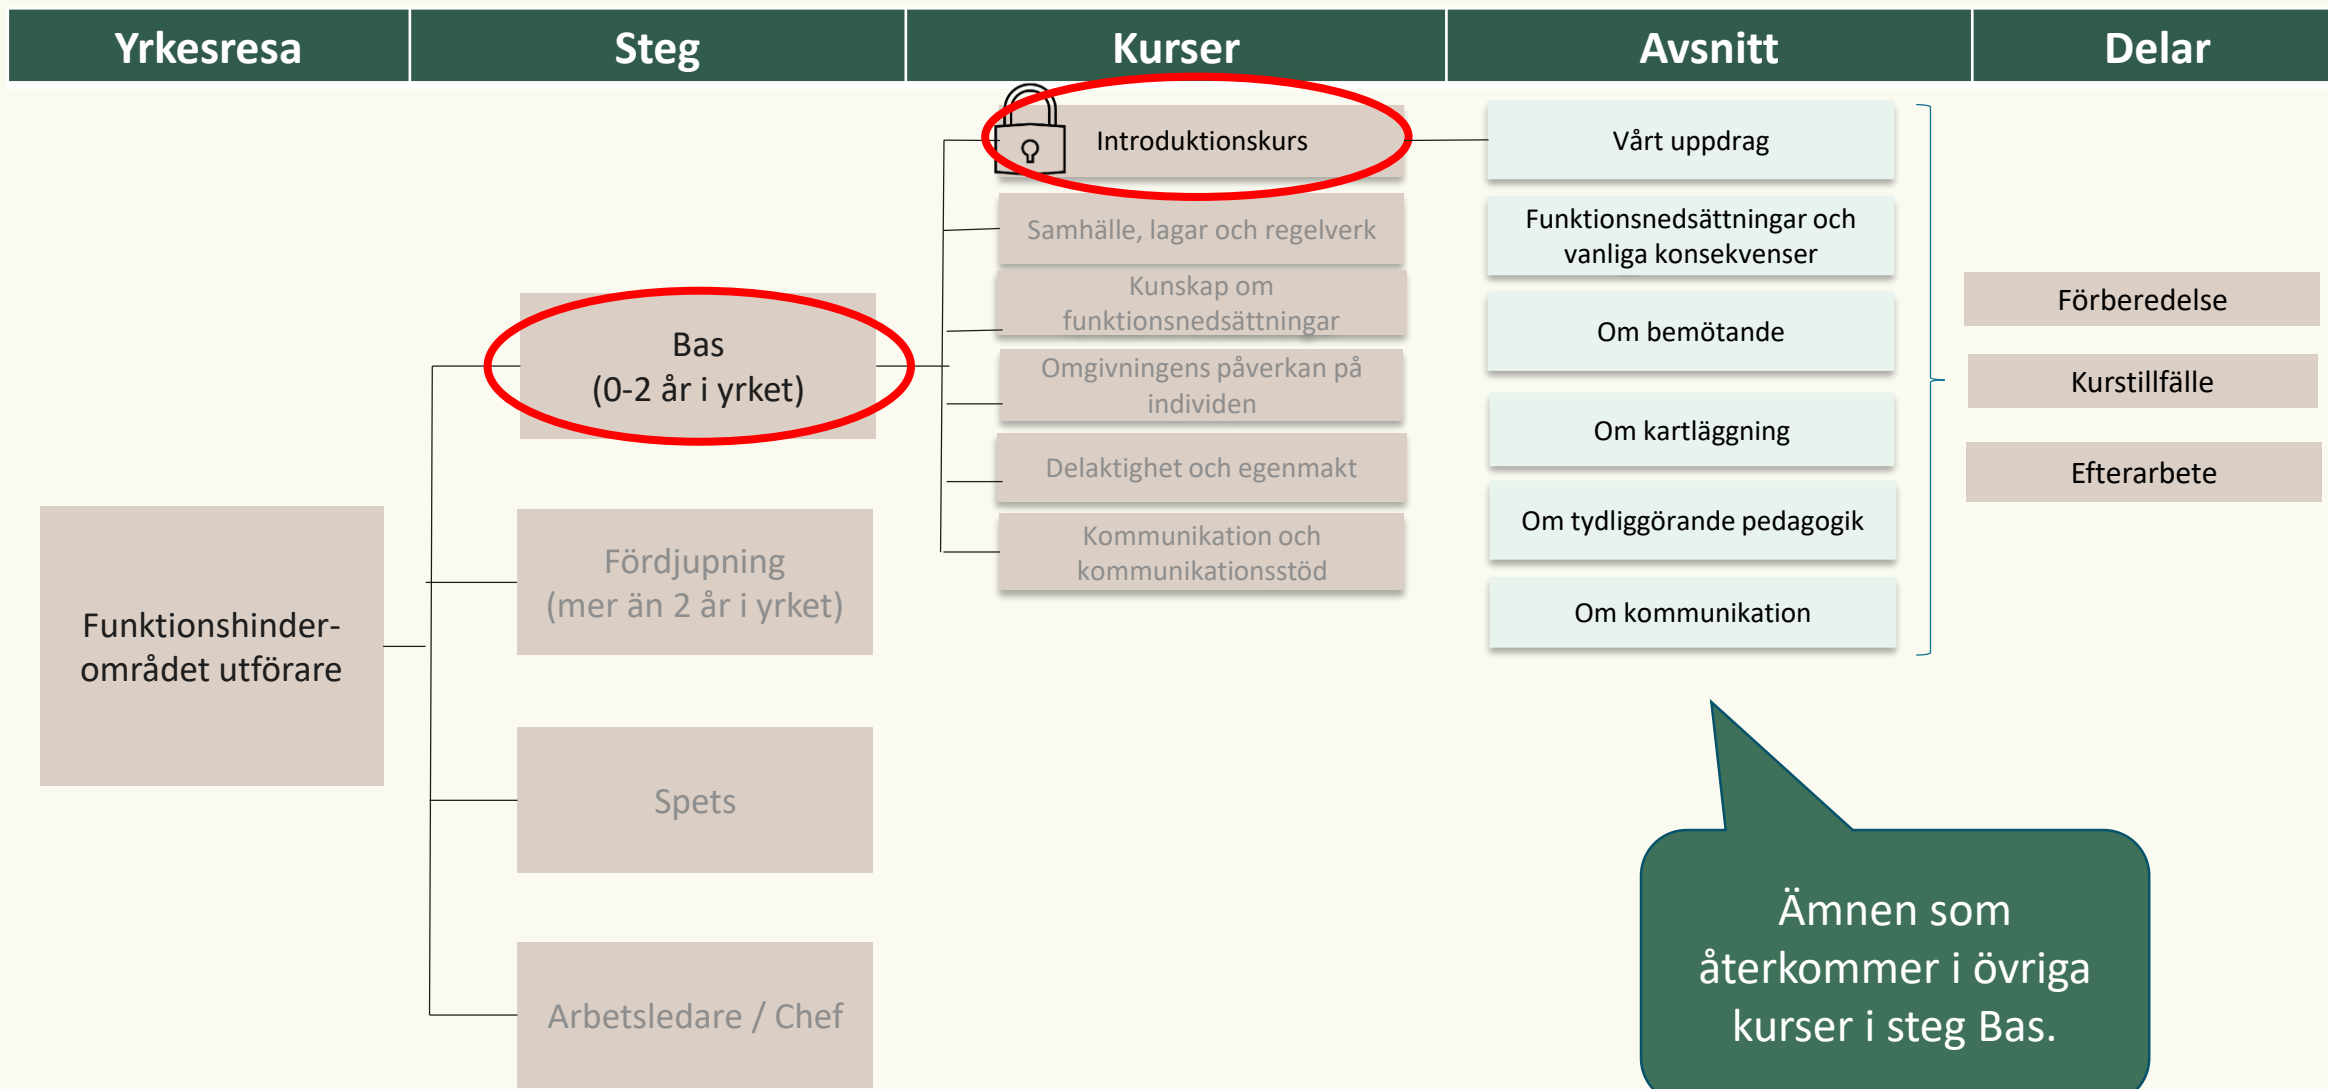 Yrkesresa
Steg
Kurser
Avsnitt
Delar
Funktionshinder-
området utförare
Bas
(0-2 år i yrket)
Fördjupning
(mer än 2 år i yrket)
Spets
Arbetsledare / Chef
Introduktionskurs
Samhälle, lagar och regelverk
Kunskap om
funktionsnedsättningar
Omgivningens påverkan på
individen
Delaktighet och egenmakt
Kommunikation och
kommunikationsstöd
Vårt uppdrag
Funktionsnedsättningar och
vanliga konsekvenser
Om bemötande
Om kartläggning
Om tydliggörande pedagogik
Om kommunikation
Förberedelse
Kurstillfälle
Efterarbete
Ämnen som
återkommer i övriga
kurser i steg Bas.